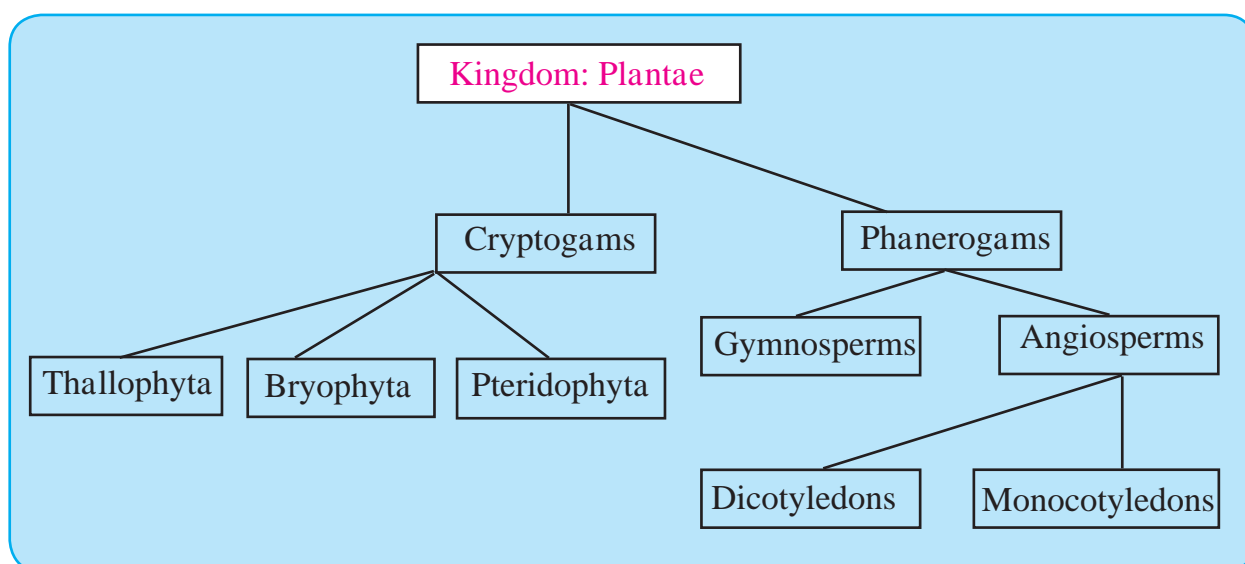 Kingdom: Plantae
Cryptogams
Phanerogams
Thallophyta
Bryophyta
Pteridophyta
Gymnosperms
Angiosperms
Dicotyledons
Monocotyledons